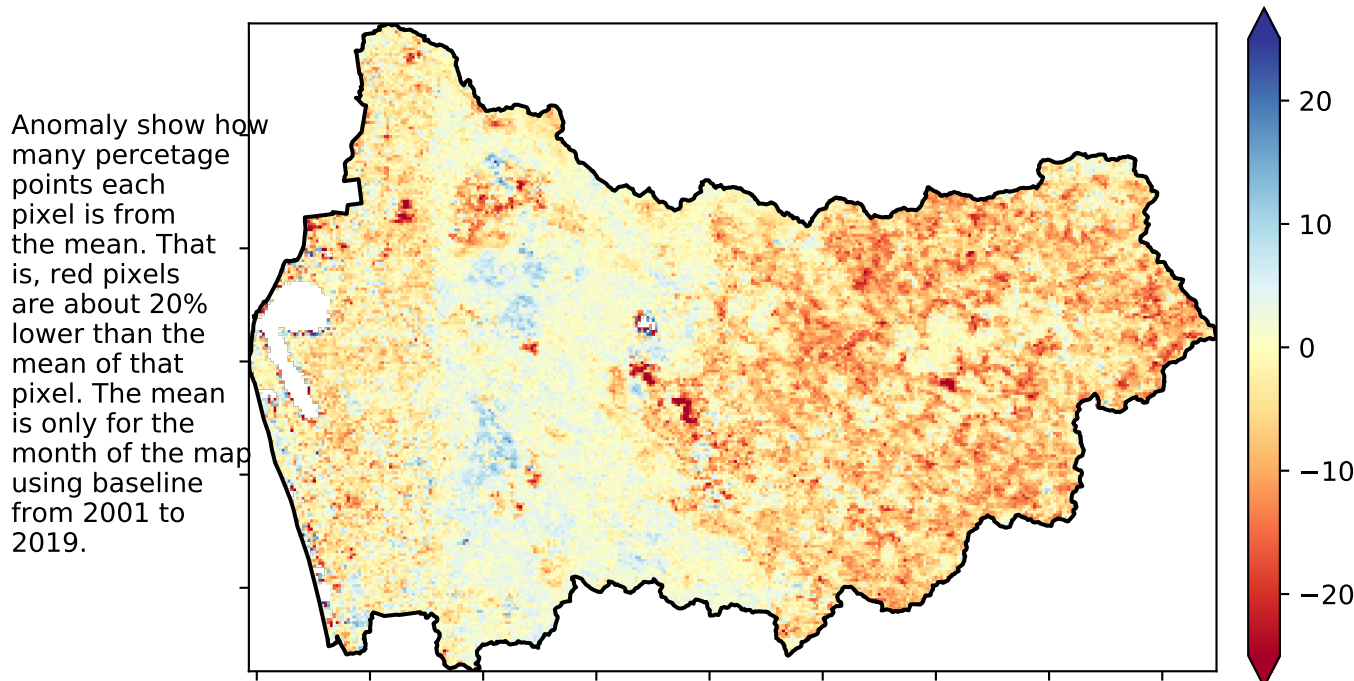 Anomaly show how
many percetage
points each
pixel is from
the mean. That
is, red pixels
are about 20%
lower than the
mean of that
pixel. The mean
is only for the
month of the map
using baseline
from 2001 to
2019.
20
10
0
−10
−20